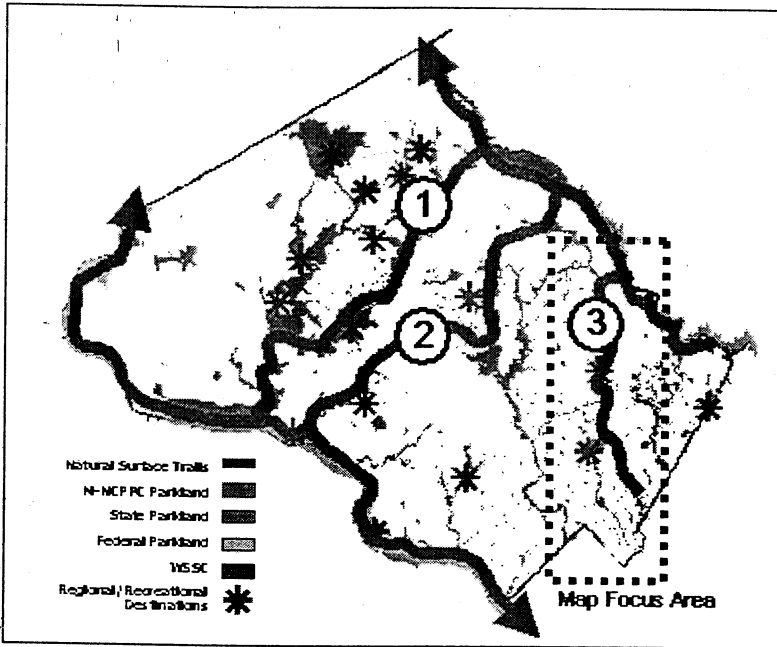 1
2
3
Natural Surface Trails
M-NCPPC Parkland
State Parkland
Federal Parkland
WSSC
Regional / Recreational
Destinations
Map Focus Area